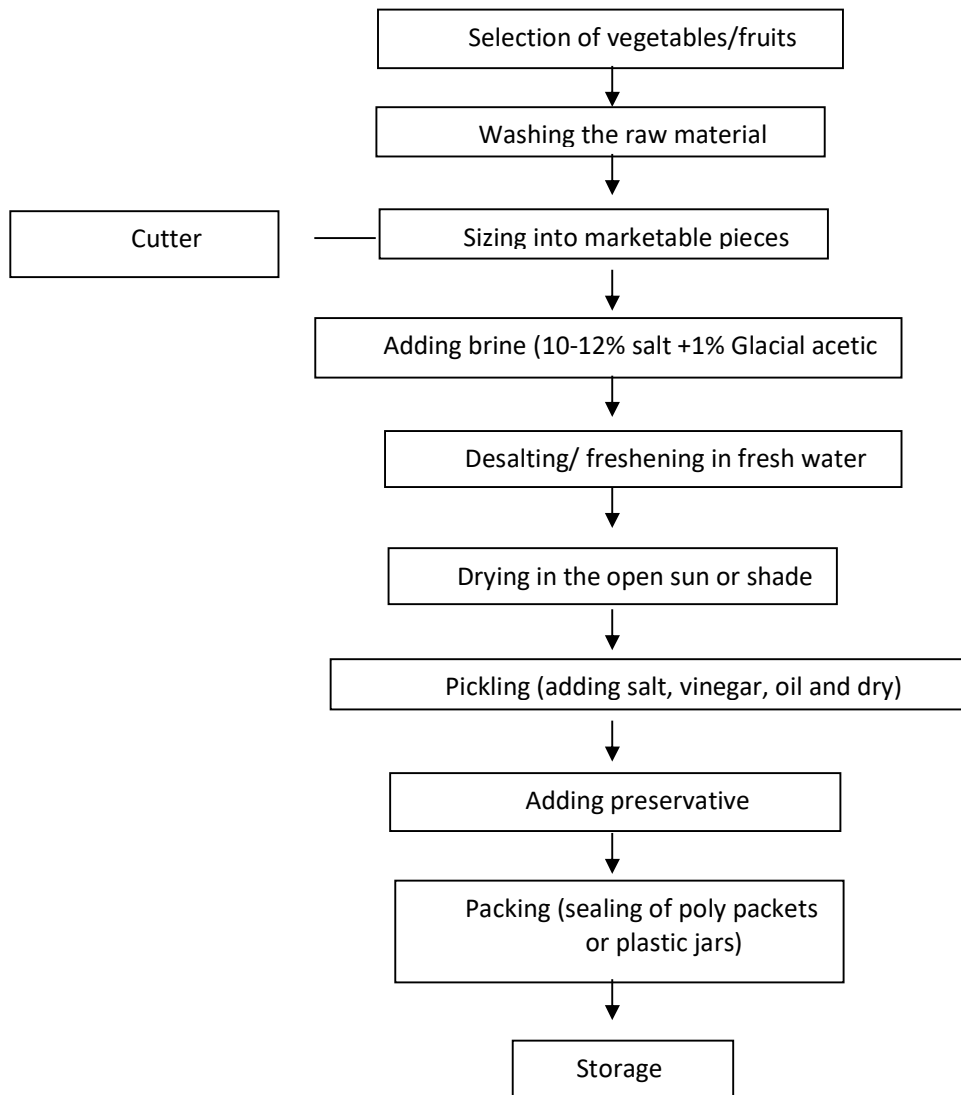 Selection of vegetables/fruits
Washing the raw material
Cutter
Sizing into marketable pieces
Adding brine (10-12% salt +1% Glacial acetic
Desalting/ freshening in fresh water
Drying in the open sun or shade
Pickling (adding salt, vinegar, oil and dry)
Adding preservative
Packing (sealing of poly packets
or plastic jars)
Storage